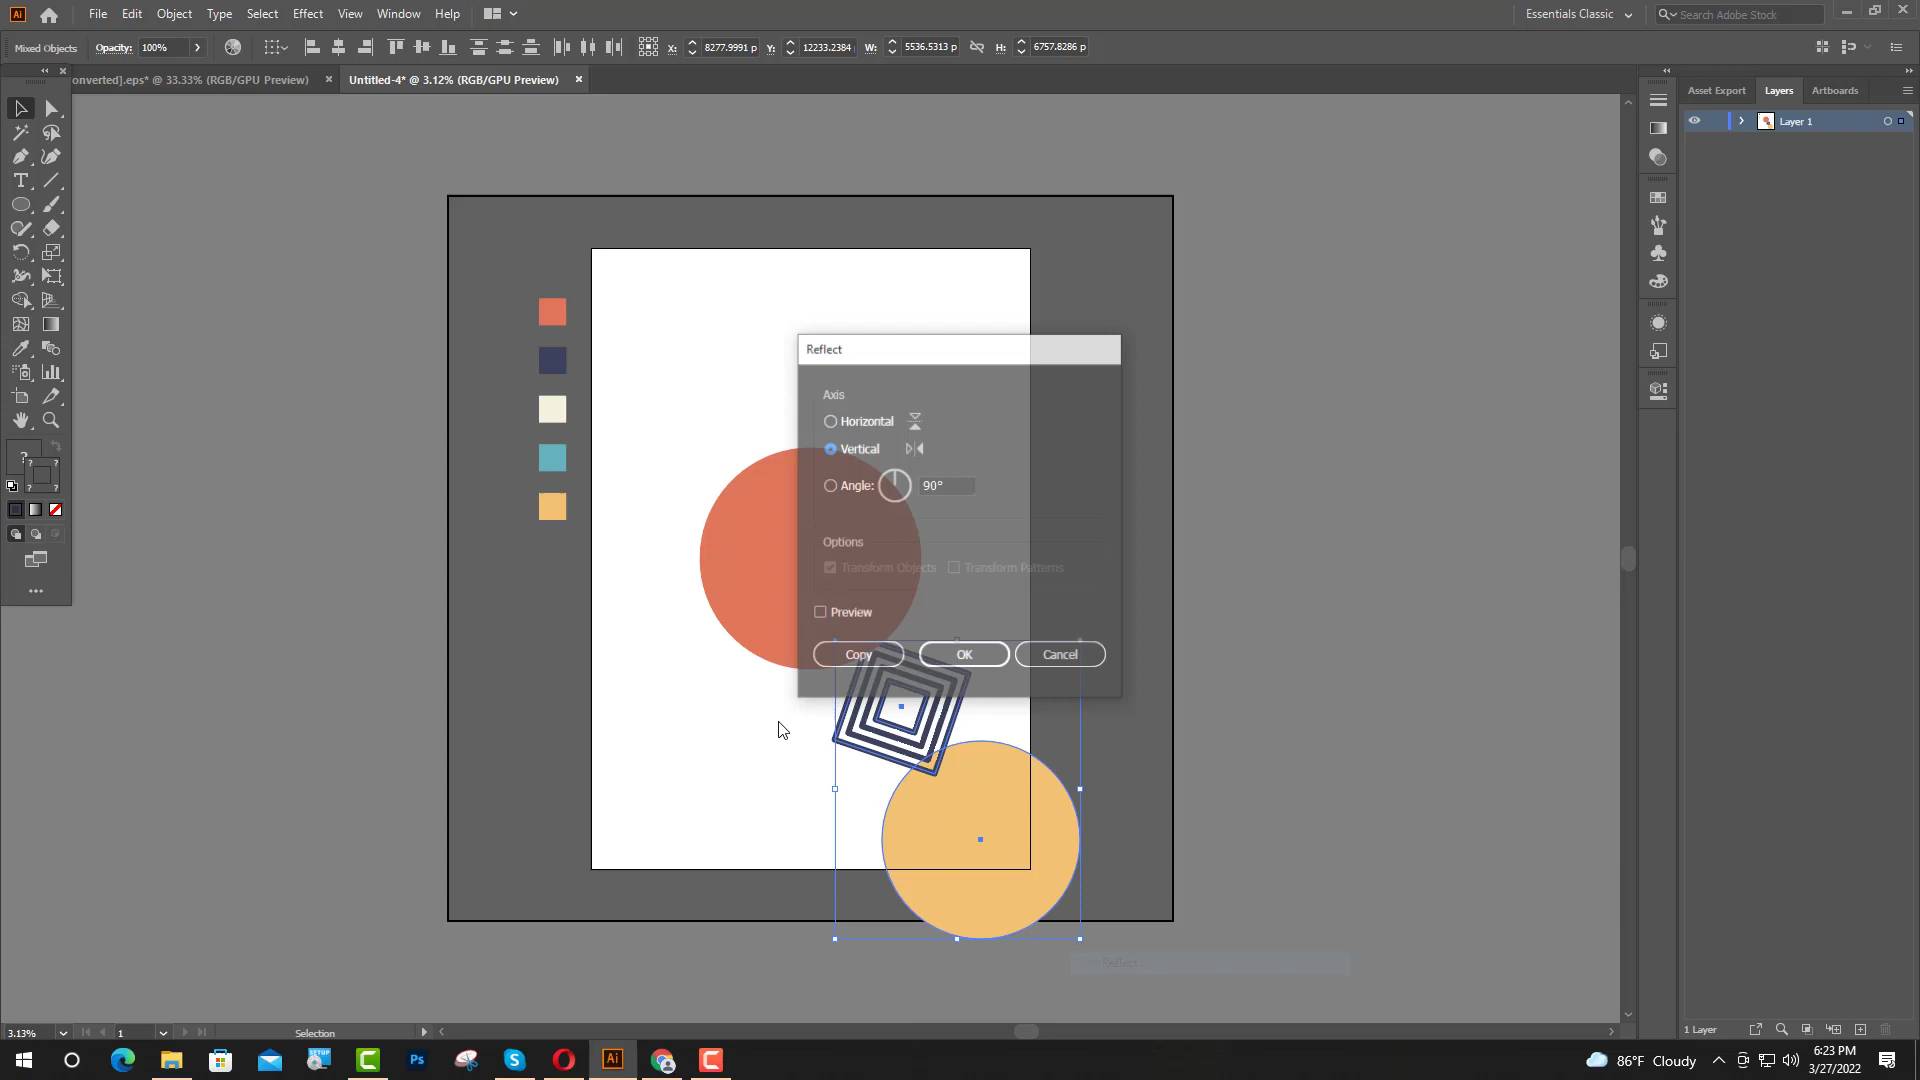 Ai File Edit Object Type Select Effect View Window Help Essentials Classic Search Adobe Stock
Mixed Objects Opacity: 100% X: 8277.9991 p Y: 12233.2384 W: 5536.5313 p H: 6757.8286 p
onverted].eps* @ 33.33% (RGB/GPU Preview) × Untitled-4* @ 3.12% (RGB/GPU Preview) ×
Asset Export Layers Artboards
Layer 1
Reflect
Axis
Horizontal
Vertical
Angle: 90°
Options
Transform Objects Transform Patterns
Preview
Copy OK Cancel
Reflect...
3.13% 1 Selection 1 Layer
SETUP Ps Ai 86°F Cloudy 6:23 PM
3/27/2022